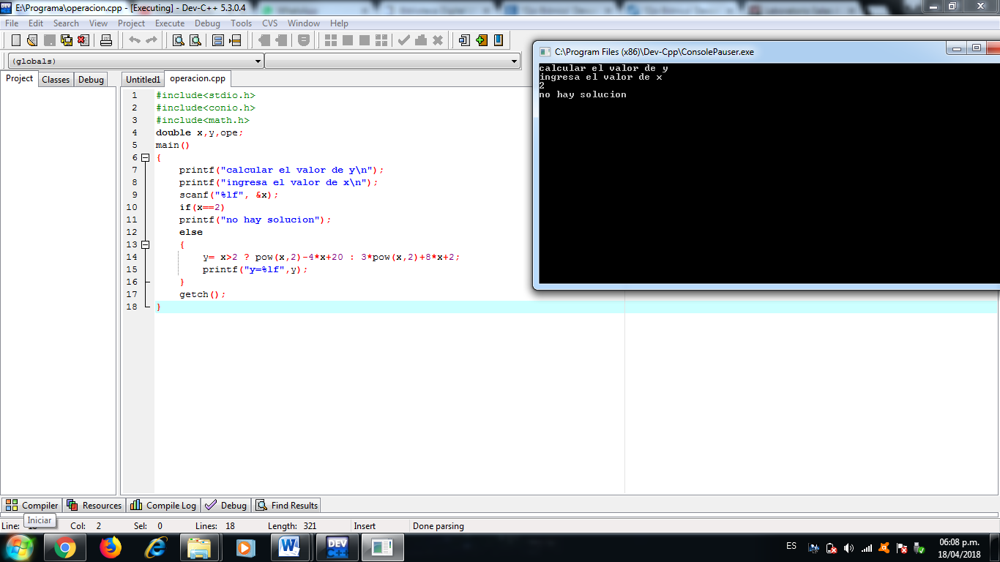 E:\Programa\operacion.cpp - [Executing] - Dev-C++ 5.3.0.4
File Edit Search View Project Execute Debug Tools CVS Window Help
(globals)
Project Classes Debug
Untitled1 operacion.cpp
1 #include<stdio.h>
2 #include<conio.h>
3 #include<math.h>
4 double x,y,ope;
5 main()
6 {
7 printf("calcular el valor de y\n");
8 printf("ingresa el valor de x\n");
9 scanf("%lf", &x);
10 if(x==2)
11 printf("no hay solucion");
12 else
13 {
14 y= x>2 ? pow(x,2)-4*x+20 : 3*pow(x,2)+8*x+2;
15 printf("y=%lf",y);
16 }
17 getch();
18 }
C:\Program Files (x86)\Dev-Cpp\ConsolePauser.exe
calcular el valor de y
ingresa el valor de x
2
no hay solucion
Compiler Resources Compile Log Debug Find Results
Iniciar
Line: 18 Col: 2 Sel: 0 Lines: 18 Length: 321 Insert Done parsing
DEV C++
ES
06:08 p.m.
18/04/2018